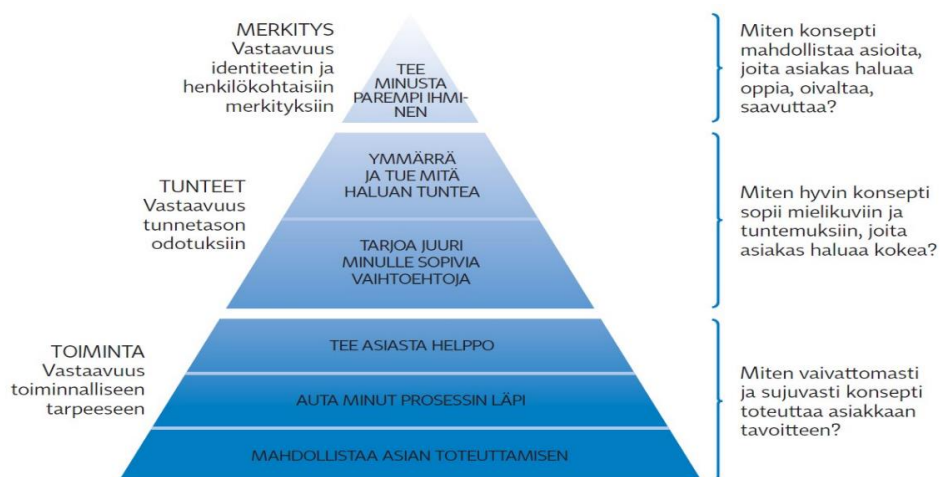 MERKITYS
Vastaavuus
identiteetin ja
henkilökohtaisiin
merkityksiin
TEE
MINUSTA
PAREMPI IHMI-
NEN
Miten konsepti
mahdollistaa asioita,
joita asiakas haluaa
oppia, oivaltaa,
saavuttaa?
TUNTEET
Vastaavuus
tunnetason
odotuksiin
YMMÄRRÄ
JA TUE MITÄ
HALUAN TUNTEA
TARJOA JUURI
MINULLE SOPIVIA
VAIHTOEHTOJA
Miten hyvin konsepti
sopii mielikuviin ja
tuntemuksiin, joita
asiakas haluaa kokea?
TOIMINTA
Vastaavuus
toiminnalliseen
tarpeeseen
TEE ASIASTA HELPPO
AUTA MINUT PROSESSIN LÄPI
MAHDOLLISTAA ASIAN TOTEUTTAMISEN
Miten vaivattomasti
ja sujuvasti konsepti
toteuttaa asiakkaan
tavoitteen?